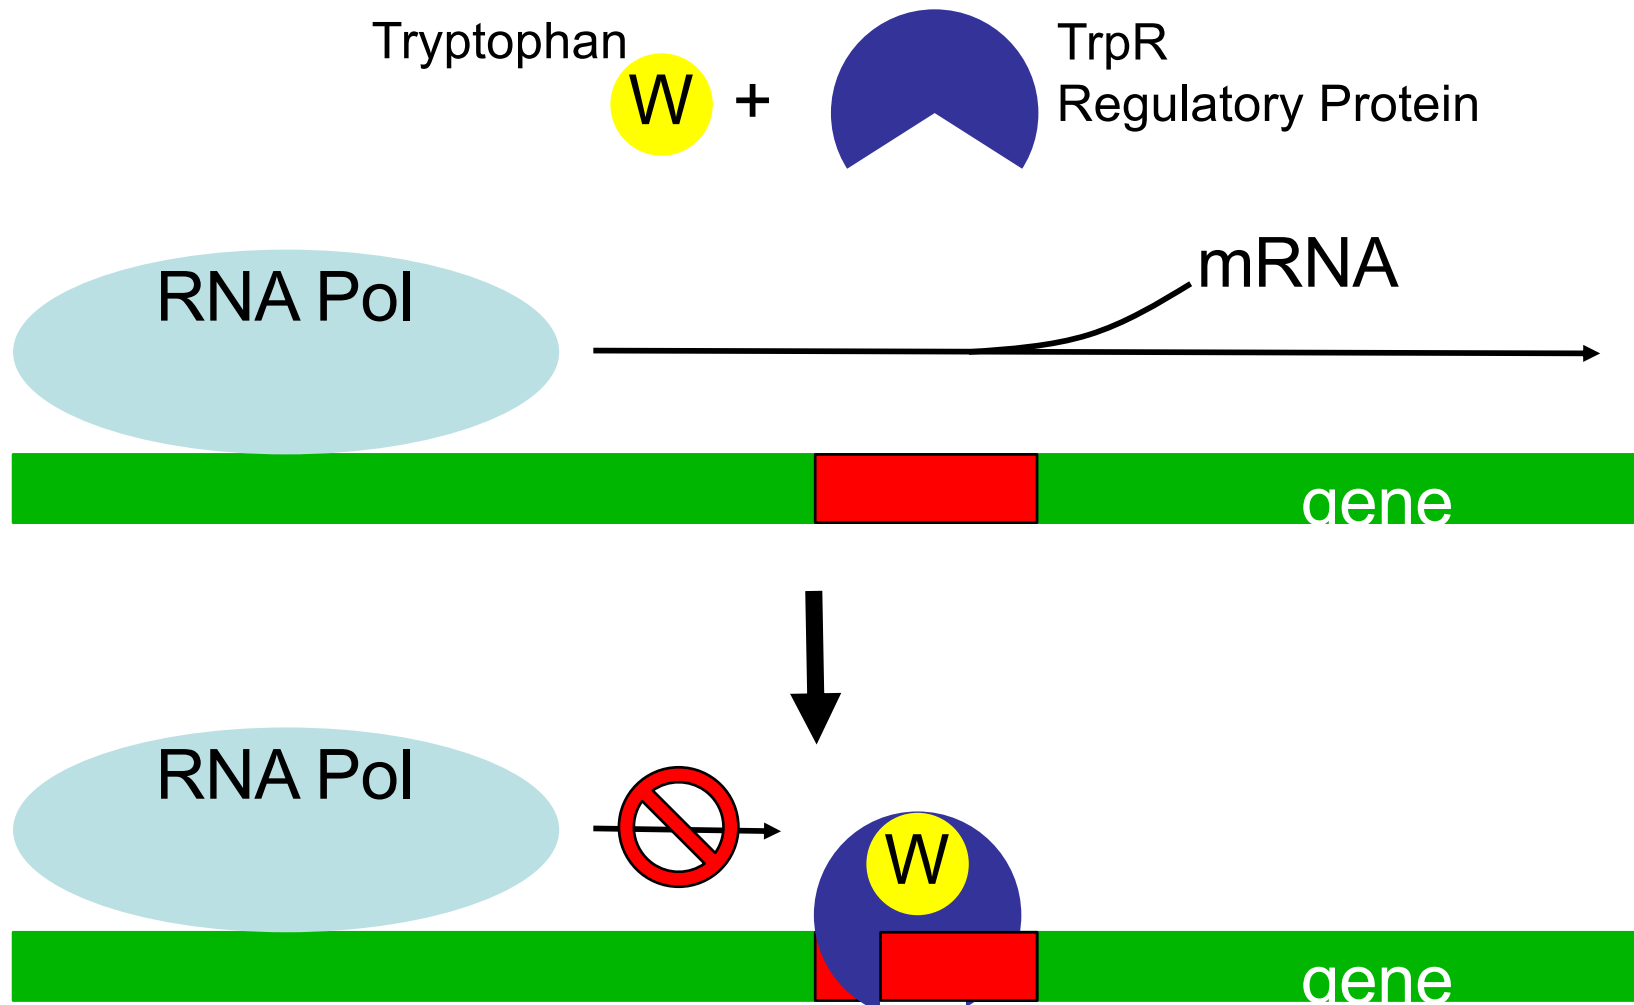 Tryptophan
W + TrpR
Regulatory Protein
mRNA
RNA Pol
gene
RNA Pol
W
gene